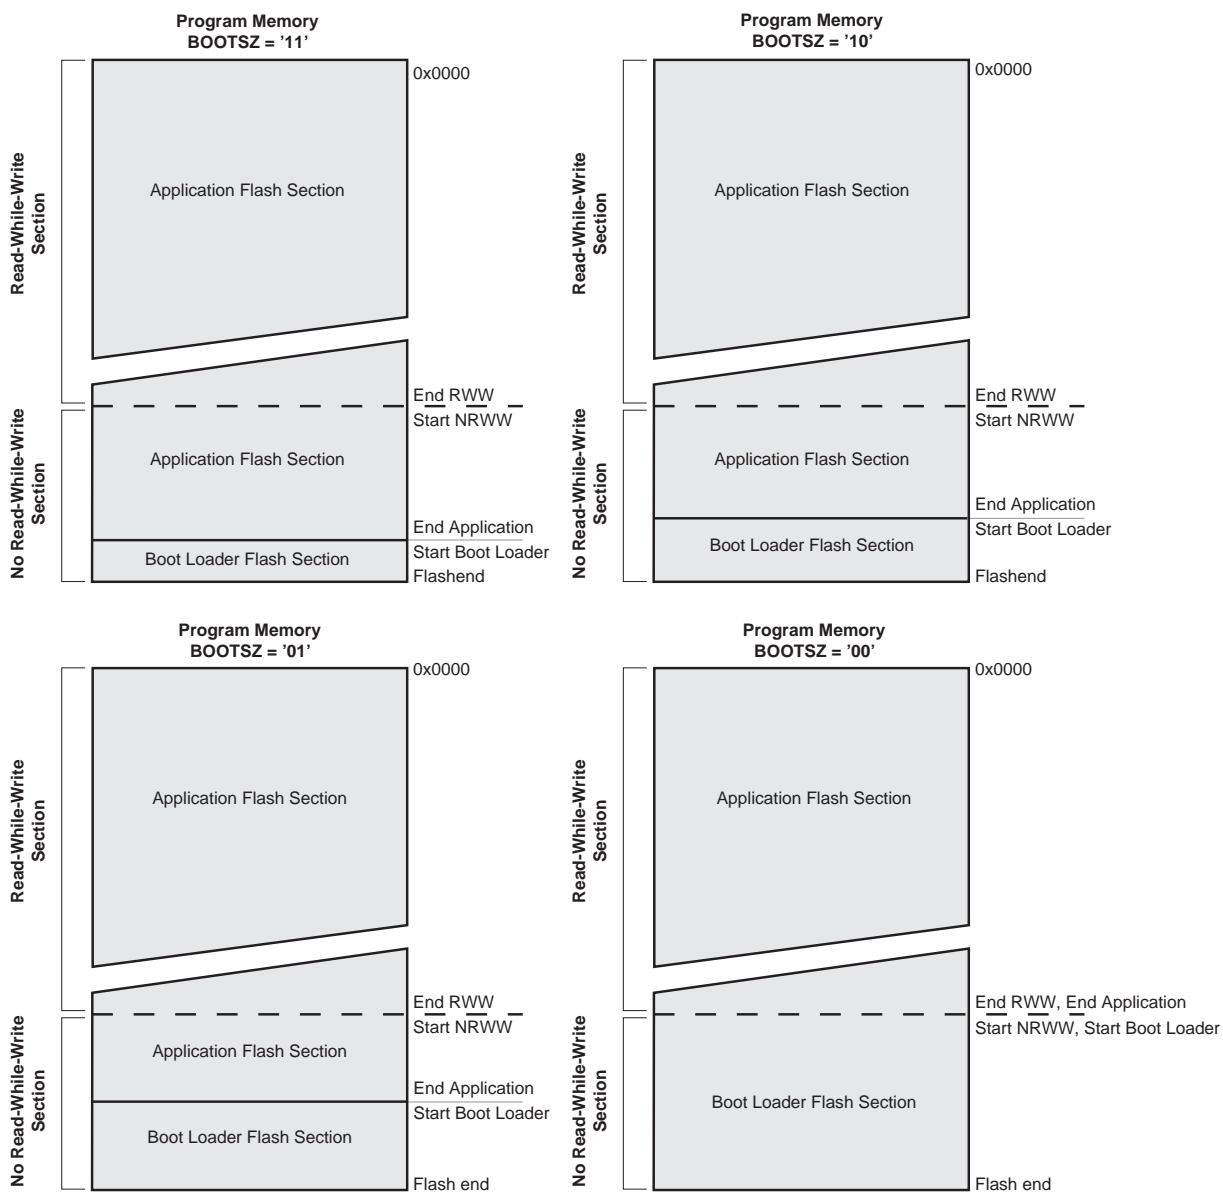 Program Memory
BOOTSZ = '11'
0x0000
Read-While-Write
Section
Application Flash Section
End RWW
Start NRWW
No Read-While-Write
Section
Application Flash Section
End Application
Start Boot Loader
Boot Loader Flash Section
Flashend
Program Memory
BOOTSZ = '10'
0x0000
Read-While-Write
Section
Application Flash Section
End RWW
Start NRWW
No Read-While-Write
Section
Application Flash Section
End Application
Start Boot Loader
Boot Loader Flash Section
Flashend
Program Memory
BOOTSZ = '01'
0x0000
Read-While-Write
Section
Application Flash Section
End RWW
Start NRWW
No Read-While-Write
Section
Application Flash Section
End Application
Start Boot Loader
Boot Loader Flash Section
Flash end
Program Memory
BOOTSZ = '00'
0x0000
Read-While-Write
Section
Application Flash Section
End RWW, End Application
Start NRWW, Start Boot Loader
No Read-While-Write
Section
Boot Loader Flash Section
Flash end